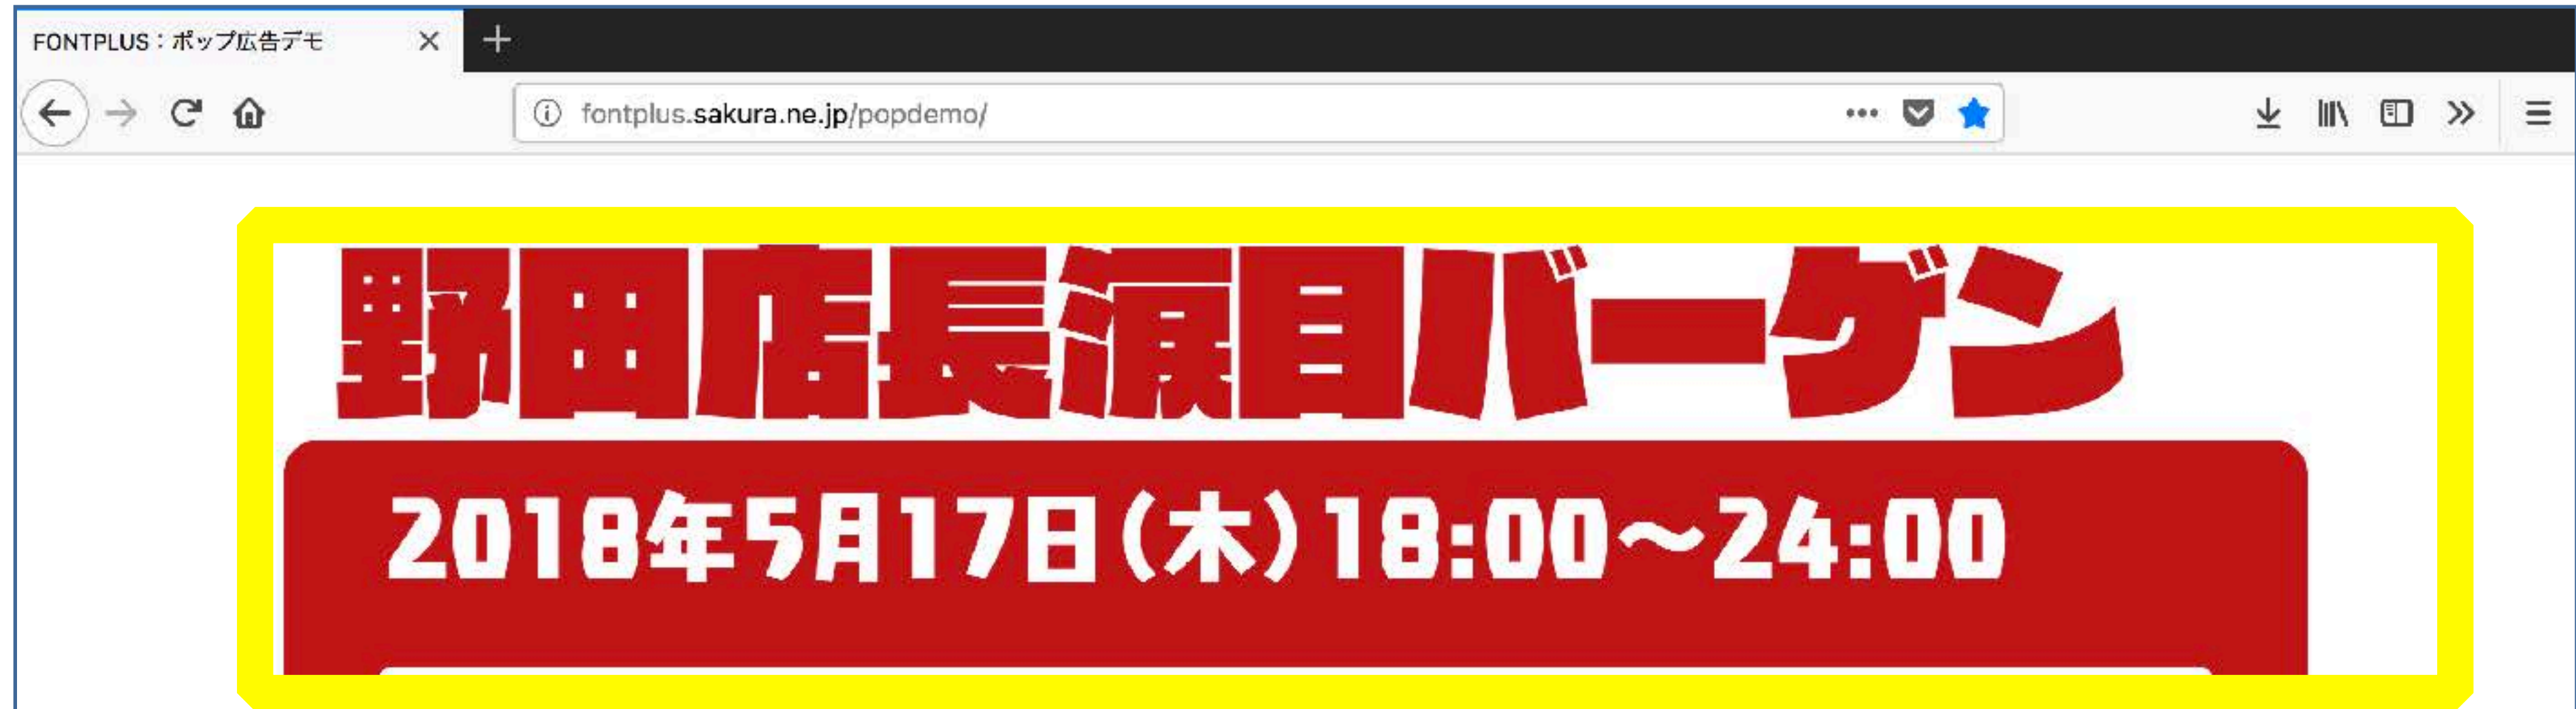 FONTPLUS：ポップ広告デモ
fontplus.sakura.ne.jp/popdemo/
野田店長涙目バーゲン
2018年5月17日(木)18:00〜24:00